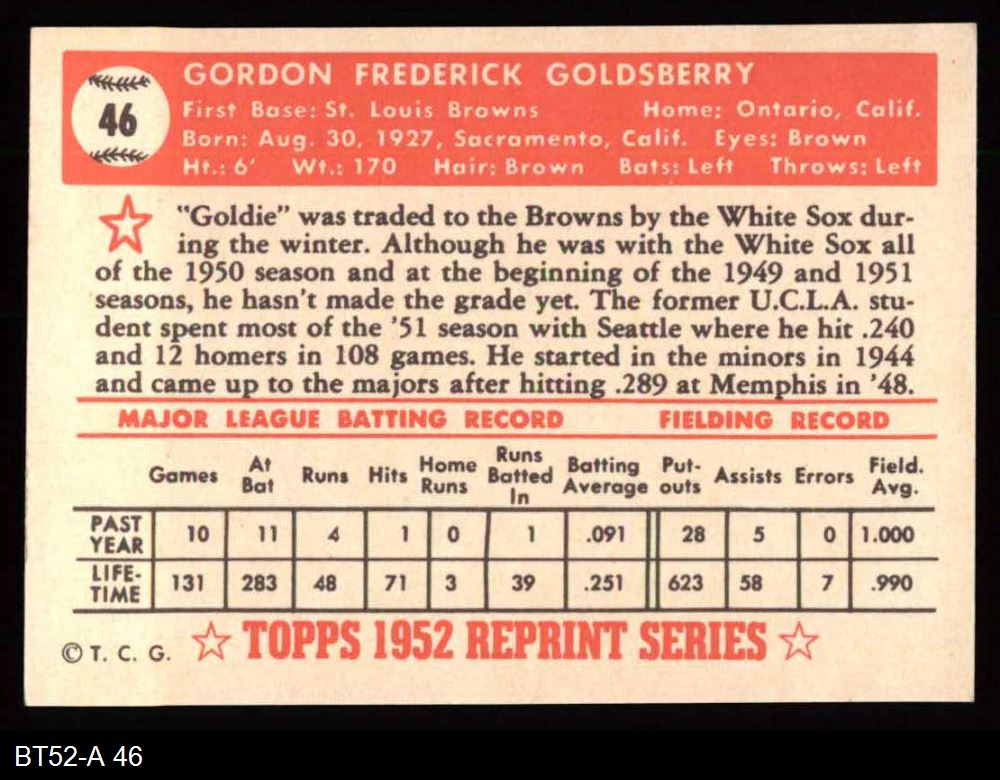 46
GORDON FREDERICK GOLDSBERRY
First Base: St. Louis Browns Home: Ontario, Calif.
Born: Aug. 30, 1927, Sacramento, Calif. Eyes: Brown
Ht.: 6' Wt.: 170 Hair: Brown Bats: Left Throws: Left
"Goldie" was traded to the Browns by the White Sox dur-
ing the winter. Although he was with the White Sox all
of the 1950 season and at the beginning of the 1949 and 1951
seasons, he hasn't made the grade yet. The former U.C.L.A. stu-
dent spent most of the '51 season with Seattle where he hit .240
and 12 homers in 108 games. He started in the minors in 1944
and came up to the majors after hitting .289 at Memphis in '48.
MAJOR LEAGUE BATTING RECORD FIELDING RECORD
Games At Bat Runs Hits Home Runs Runs Batted In Batting Average Put-outs Assists Errors Field. Avg.
PAST YEAR 10 11 4 1 0 1 .091 28 5 0 1.000
LIFE-TIME 131 283 48 71 3 39 .251 623 58 7 .990
© T. C. G. TOPPS 1952 REPRINT SERIES
BT52-A 46